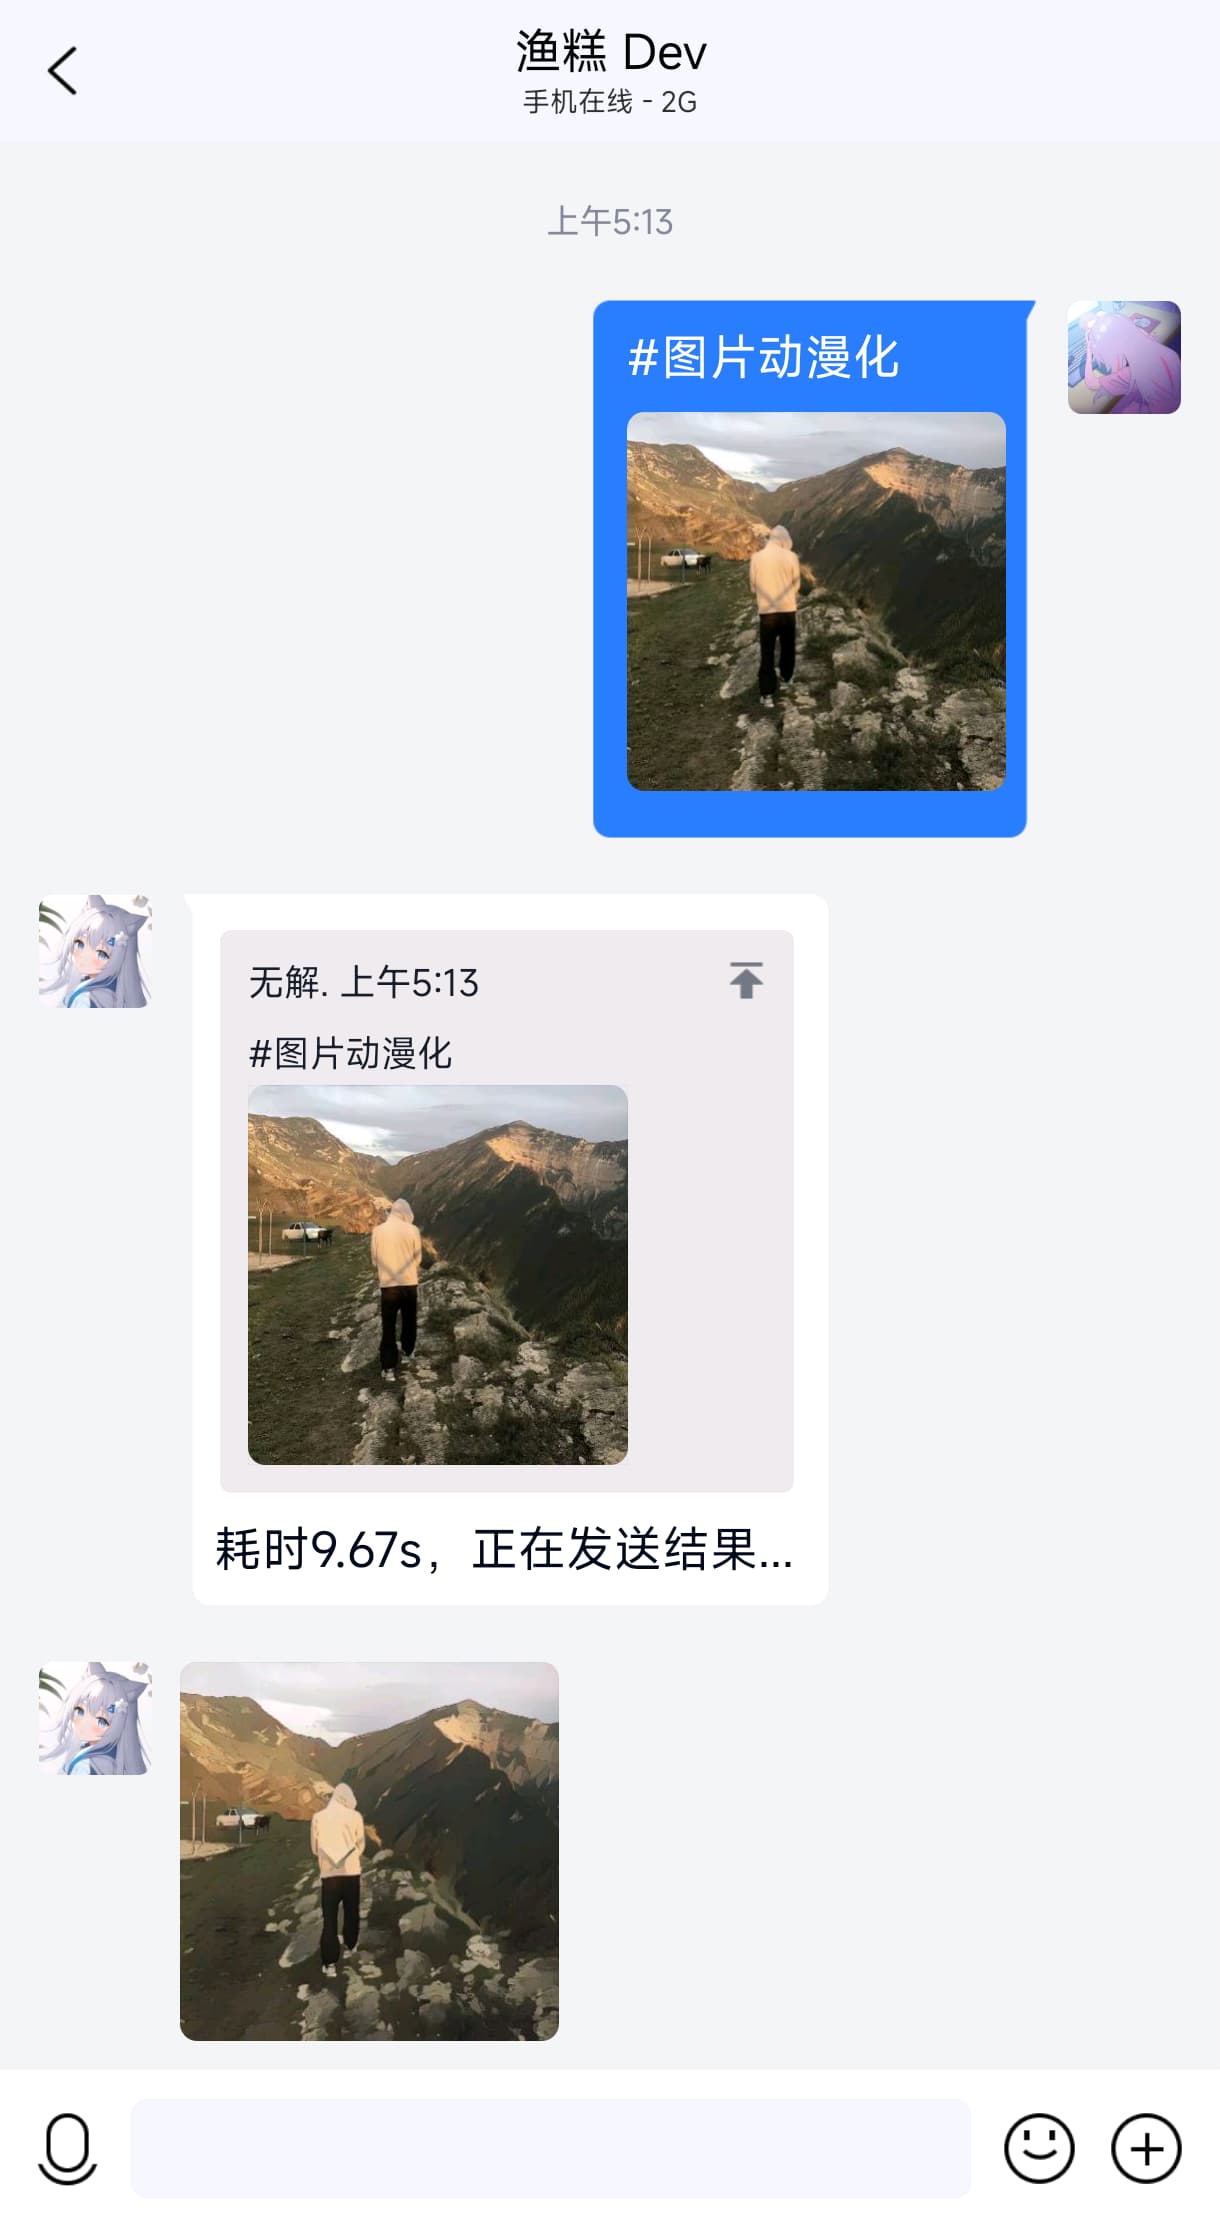 渔糕 Dev
手机在线 - 2G
上午5:13
#图片动漫化
无解. 上午5:13
#图片动漫化
耗时9.67s，正在发送结果...